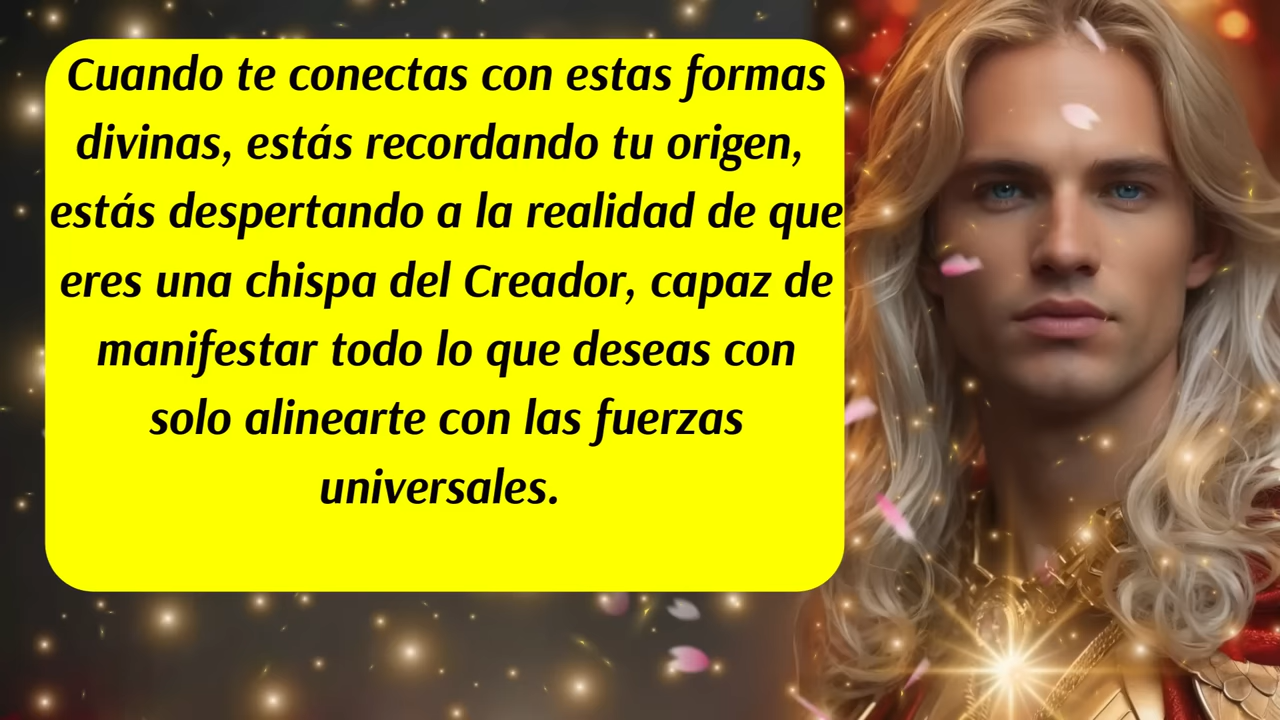 Cuando te conectas con estas formas
divinas, estás recordando tu origen,
estás despertando a la realidad de que
eres una chispa del Creador, capaz de
manifestar todo lo que deseas con
solo alinearte con las fuerzas
universales.